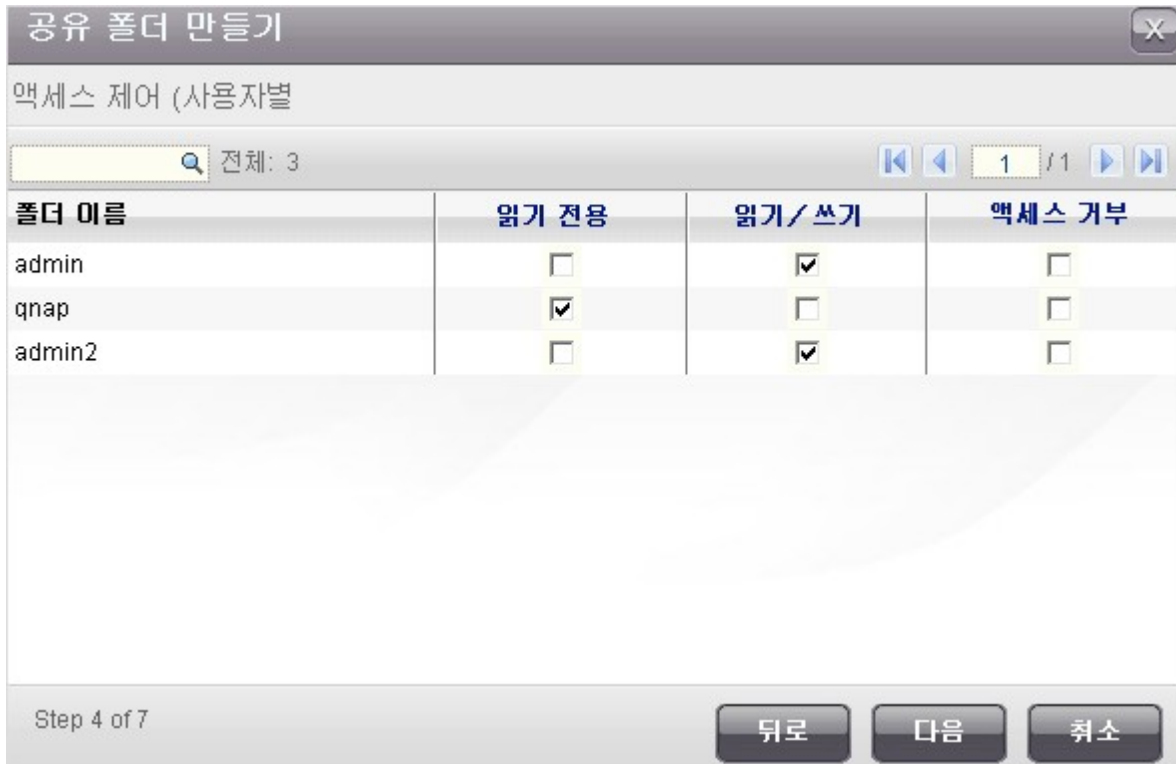 공유 폴더 만들기
액세스 제어 (사용자별
전체: 3 1 / 1
폴더 이름 읽기 전용 읽기/쓰기 액세스 거부
admin
qnap
admin2
Step 4 of 7 뒤로 다음 취소